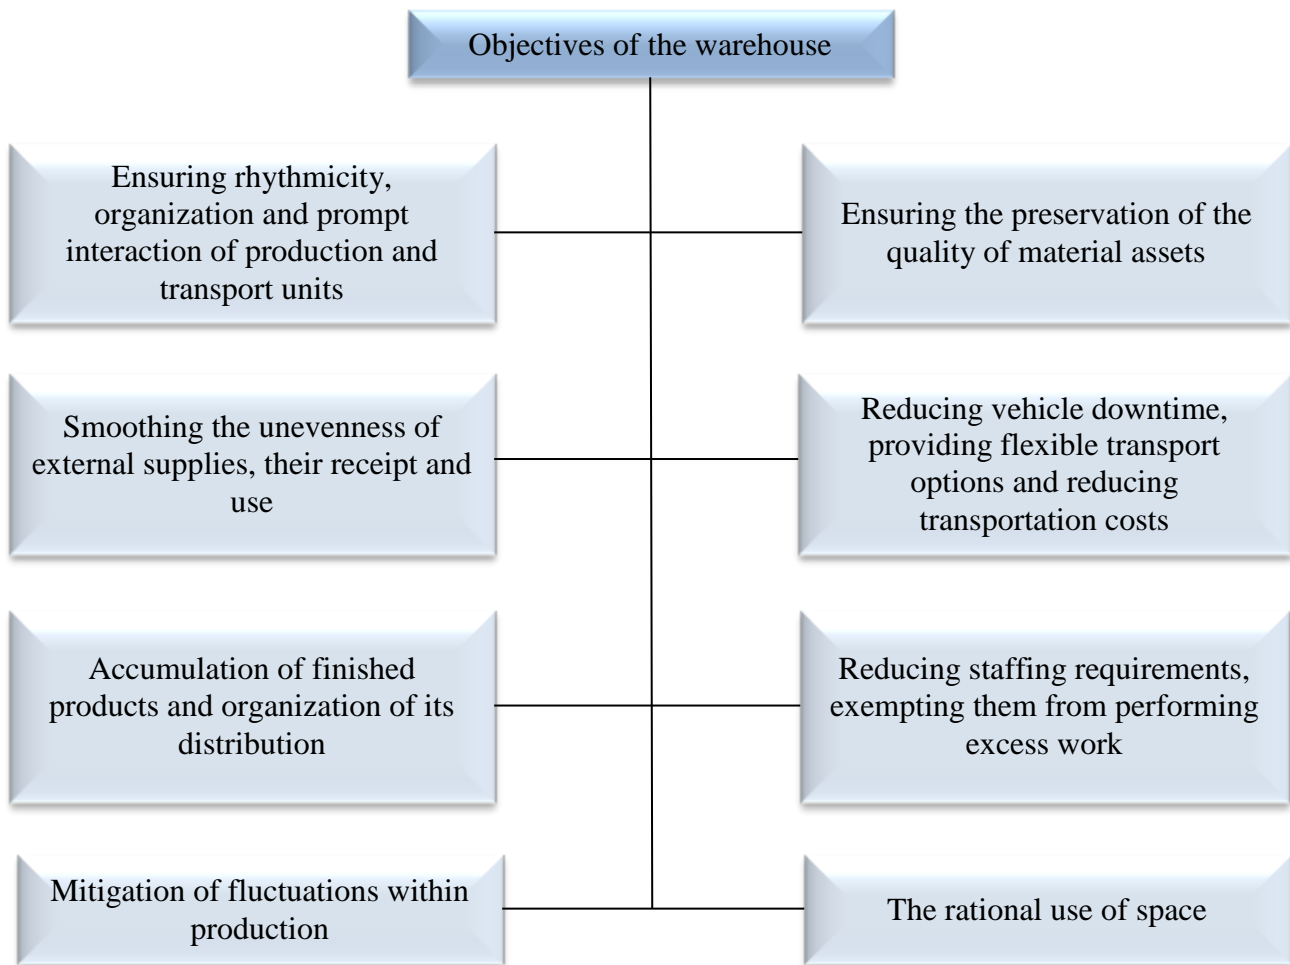 Objectives of the warehouse
Ensuring rhythmicity,
organization and prompt
interaction of production and
transport units
Ensuring the preservation of the
quality of material assets
Smoothing the unevenness of
external supplies, their receipt and
use
Reducing vehicle downtime,
providing flexible transport
options and reducing
transportation costs
Accumulation of finished
products and organization of its
distribution
Reducing staffing requirements,
exempting them from performing
excess work
Mitigation of fluctuations within
production
The rational use of space